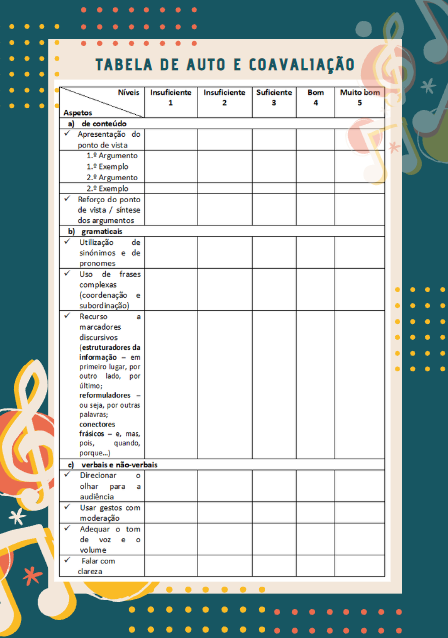 TABELA DE AUTO E COAVALIAÇÃO
Níveis Insuficiente Insuficiente Suficiente Bom Muito bom
1 2 3 4 5
Aspetos
a) de conteúdo
✓ Apresentação do
ponto de vista
1.º Argumento
1.º Exemplo
2.º Argumento
2.º Exemplo
✓ Reforço do ponto
de vista / síntese
dos argumentos
b) gramaticais
✓ Utilização de
sinónimos e de
pronomes
✓ Uso de frases
complexas
(coordenação e
subordinação)
✓ Recurso a
marcadores
discursivos
(estruturadores da
informação – em
primeiro lugar, por
outro lado, por
último;
reformuladores –
ou seja, por outras
palavras;
conectores
frásicos – e, mas,
pois, quando,
porque...)
c) verbais e não-verbais
✓ Direcionar o
olhar para a
audiência
✓ Usar gestos com
moderação
✓ Adequar o tom
de voz e o
volume
✓ Falar com
clareza